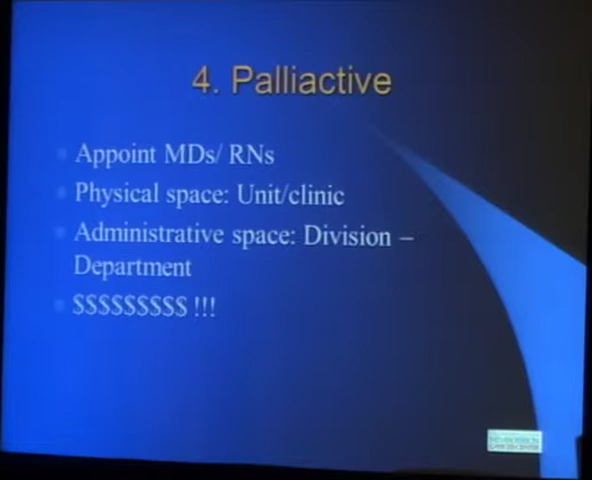 4. Palliactive
Appoint MDs/ RNs
Physical space: Unit/clinic
Administrative space: Division –
Department
$$$$$$$$$ !!!